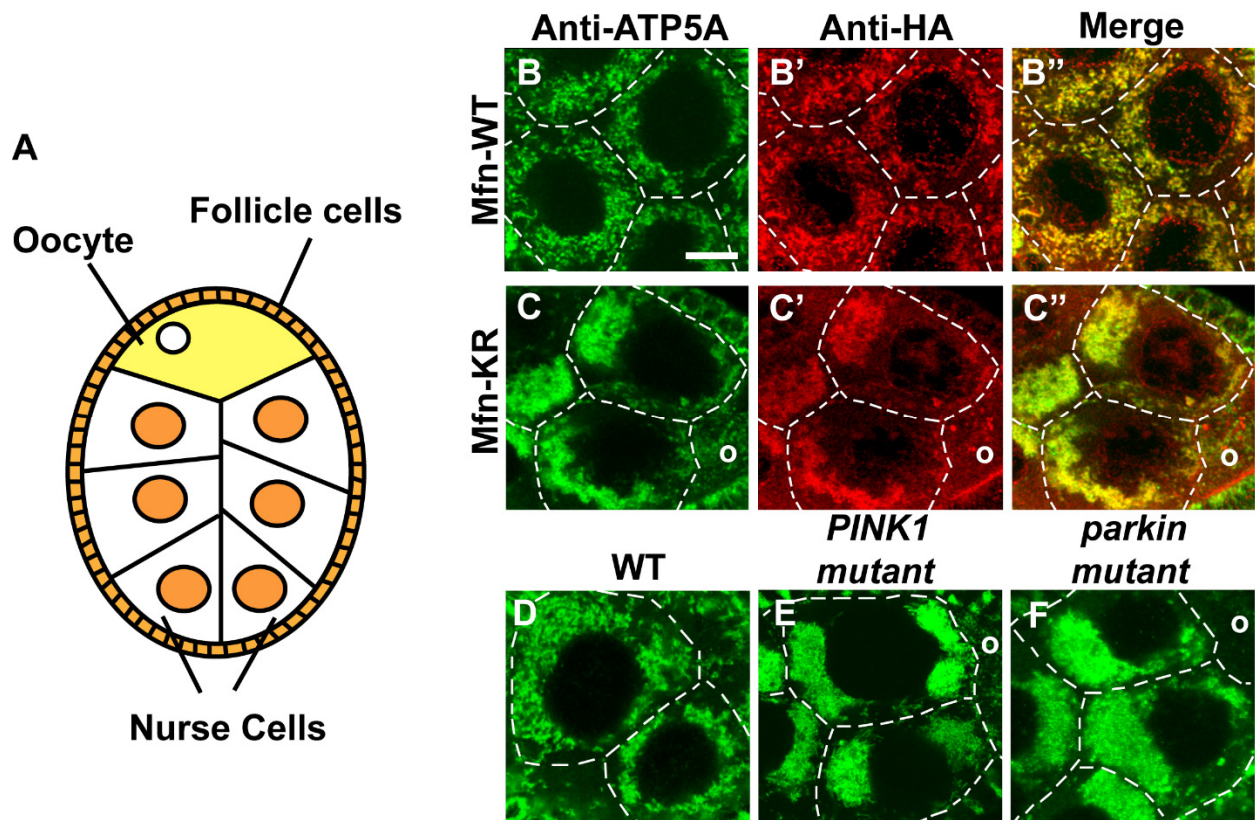 A
Oocyte
Follicle cells
Nurse Cells
Anti-ATP5A
Anti-HA
Merge
Mfn-WT
B
B'
B"
Mfn-KR
C
C'
o
C"
o
o
WT
PINK1
mutant
parkin
mutant
D
E
o
F
o